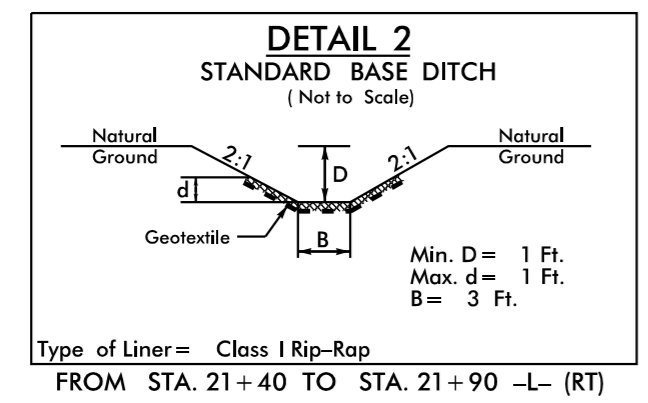 DETAIL 2
STANDARD BASE DITCH
( Not to Scale)
Natural
Ground
Natural
Ground
2:1
2:1
D
d
Geotextile
B
Min. D = 1 Ft.
Max. d = 1 Ft.
B = 3 Ft.
Type of Liner = Class I Rip-Rap
FROM STA. 21+40 TO STA. 21+90 -L- (RT)